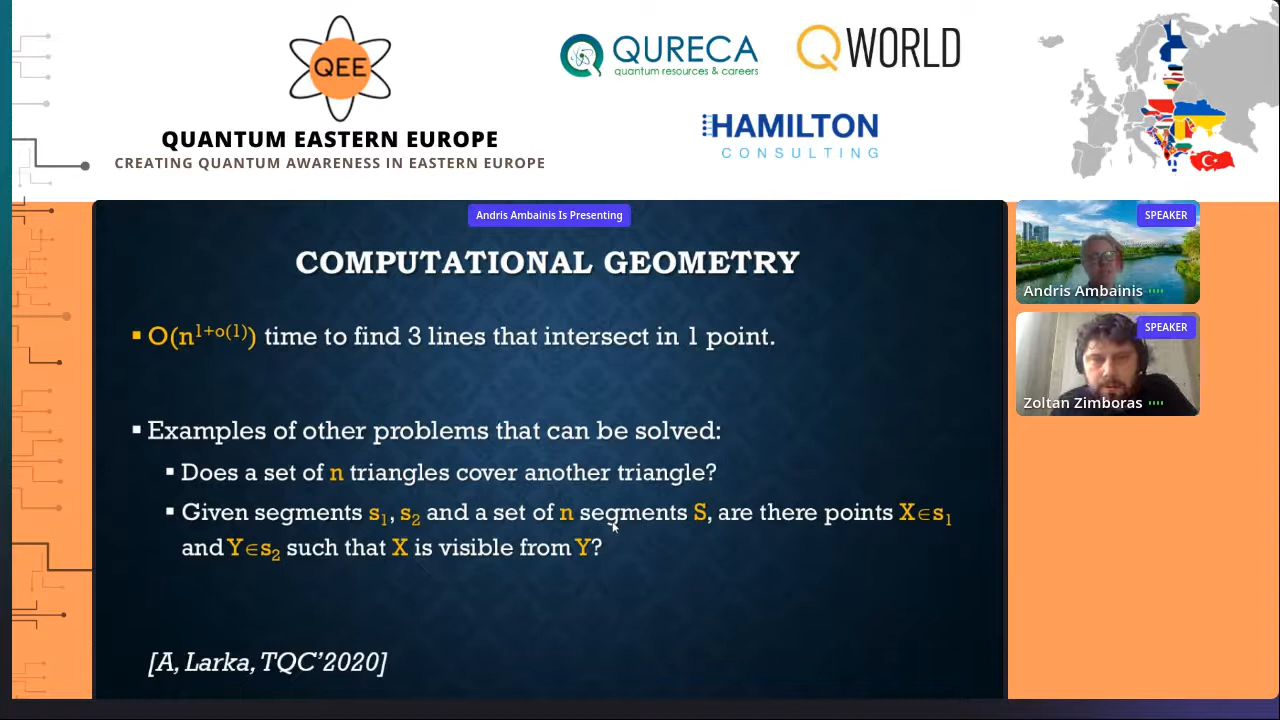 QEE
QUANTUM EASTERN EUROPE
CREATING QUANTUM AWARENESS IN EASTERN EUROPE
QURECA
quantum resources & careers
QWORLD
HAMILTON
CONSULTING
Andris Ambainis Is Presenting
COMPUTATIONAL GEOMETRY
▪ O(n^{1+o(1)}) time to find 3 lines that intersect in 1 point.
▪ Examples of other problems that can be solved:
▪ Does a set of n triangles cover another triangle?
▪ Given segments s₁, s₂ and a set of n segments S, are there points X∈s₁
and Y∈s₂ such that X is visible from Y?
[A, Larka, TQC'2020]
SPEAKER
Andris Ambainis
SPEAKER
Zoltan Zimboras